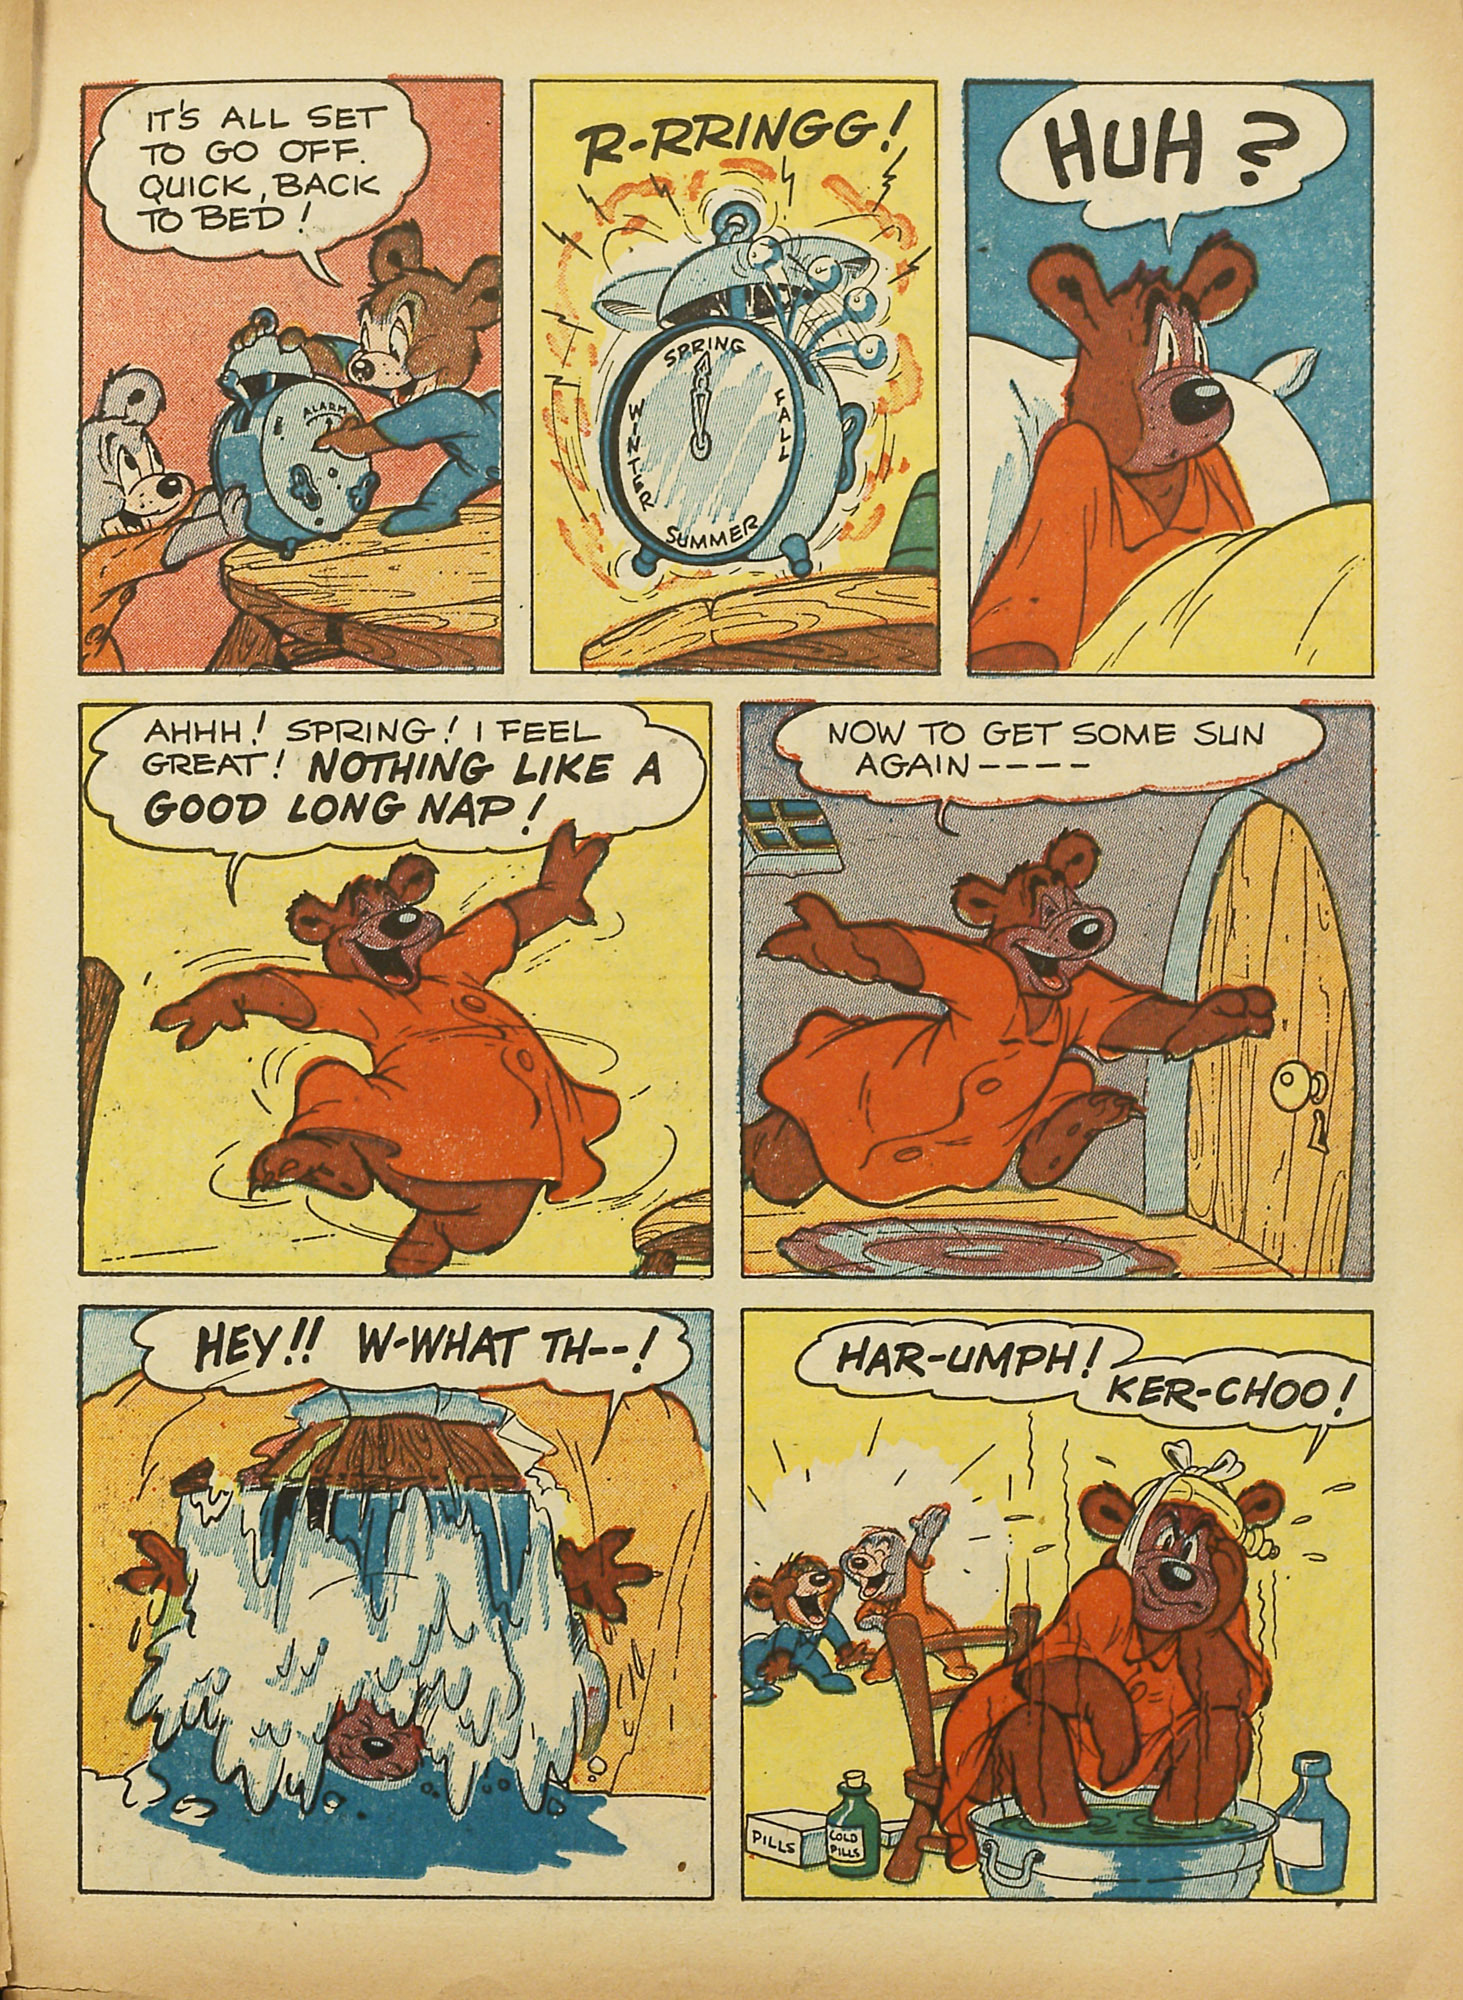 IT'S ALL SET
TO GO OFF.
QUICK, BACK
TO BED!
ALARM
R-RRINGG!
SPRING
FALL
WINTER
SUMMER
HUH?
AHHH! SPRING! I FEEL
GREAT! NOTHING LIKE A
GOOD LONG NAP!
NOW TO GET SOME SUN
AGAIN----
HEY!! W-WHAT TH--!
HAR-UMPH!
KER-CHOO!
PILLS
COLD
PILLS